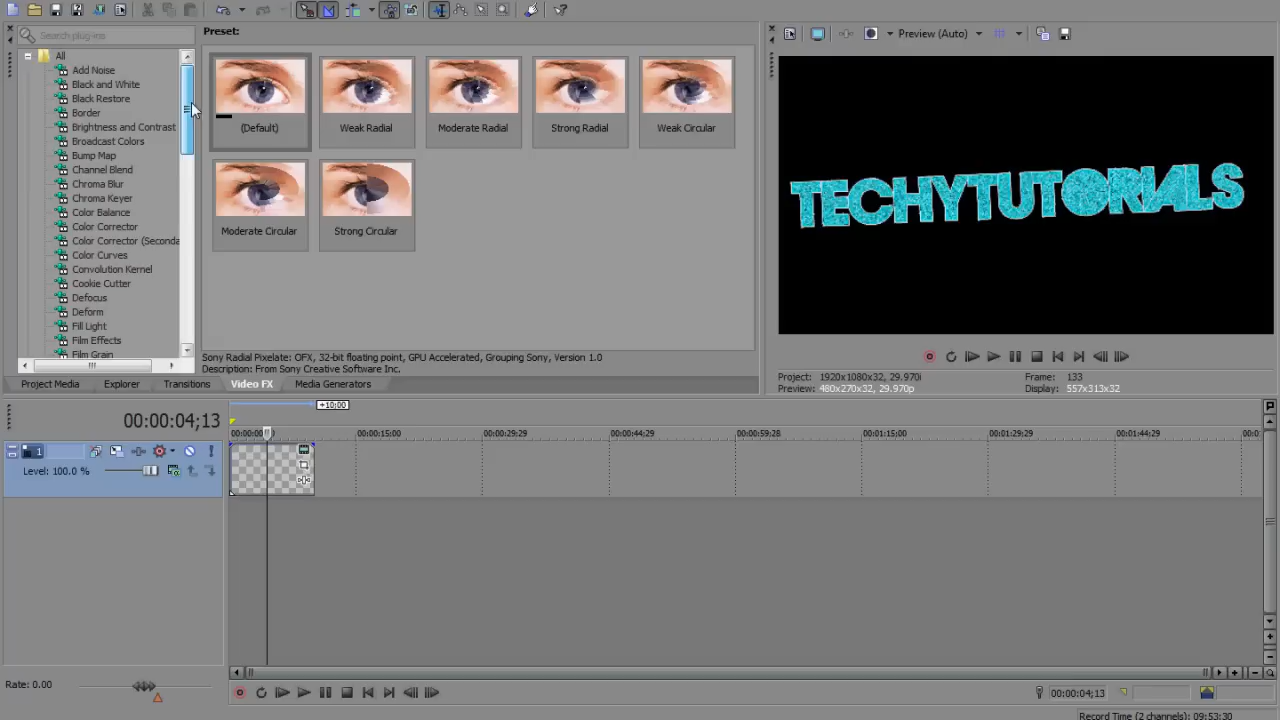 Search plug-ins
Preset:
Preview (Auto)
All
Add Noise
Black and White
Black Restore
Border
Brightness and Contrast
Broadcast Colors
Bump Map
Channel Blend
Chroma Blur
Chroma Keyer
Color Balance
Color Corrector
Color Corrector (Seconda
Color Curves
Convolution Kernel
Cookie Cutter
Defocus
Deform
Fill Light
Film Effects
Film Grain
(Default)
Weak Radial
Moderate Radial
Strong Radial
Weak Circular
Moderate Circular
Strong Circular
TECHYTUTORIALS
Sony Radial Pixelate: OFX, 32-bit floating point, GPU Accelerated, Grouping Sony, Version 1.0
Description: From Sony Creative Software Inc.
Project Media
Explorer
Transitions
Video FX
Media Generators
Project: 1920x1080x32, 29.970i
Frame: 133
Preview: 480x270x32, 29.970p
Display: 557x313x32
00:00:04;13
+10:00
00:00:00
00:00:15;00
00:00:29;29
00:00:44;29
00:00:59;28
00:01:15;00
00:01:29;29
00:01:44;29
00:0
1
Level: 100.0 %
Rate: 0.00
00:00:04;13
Record Time (2 channels): 09:53:30